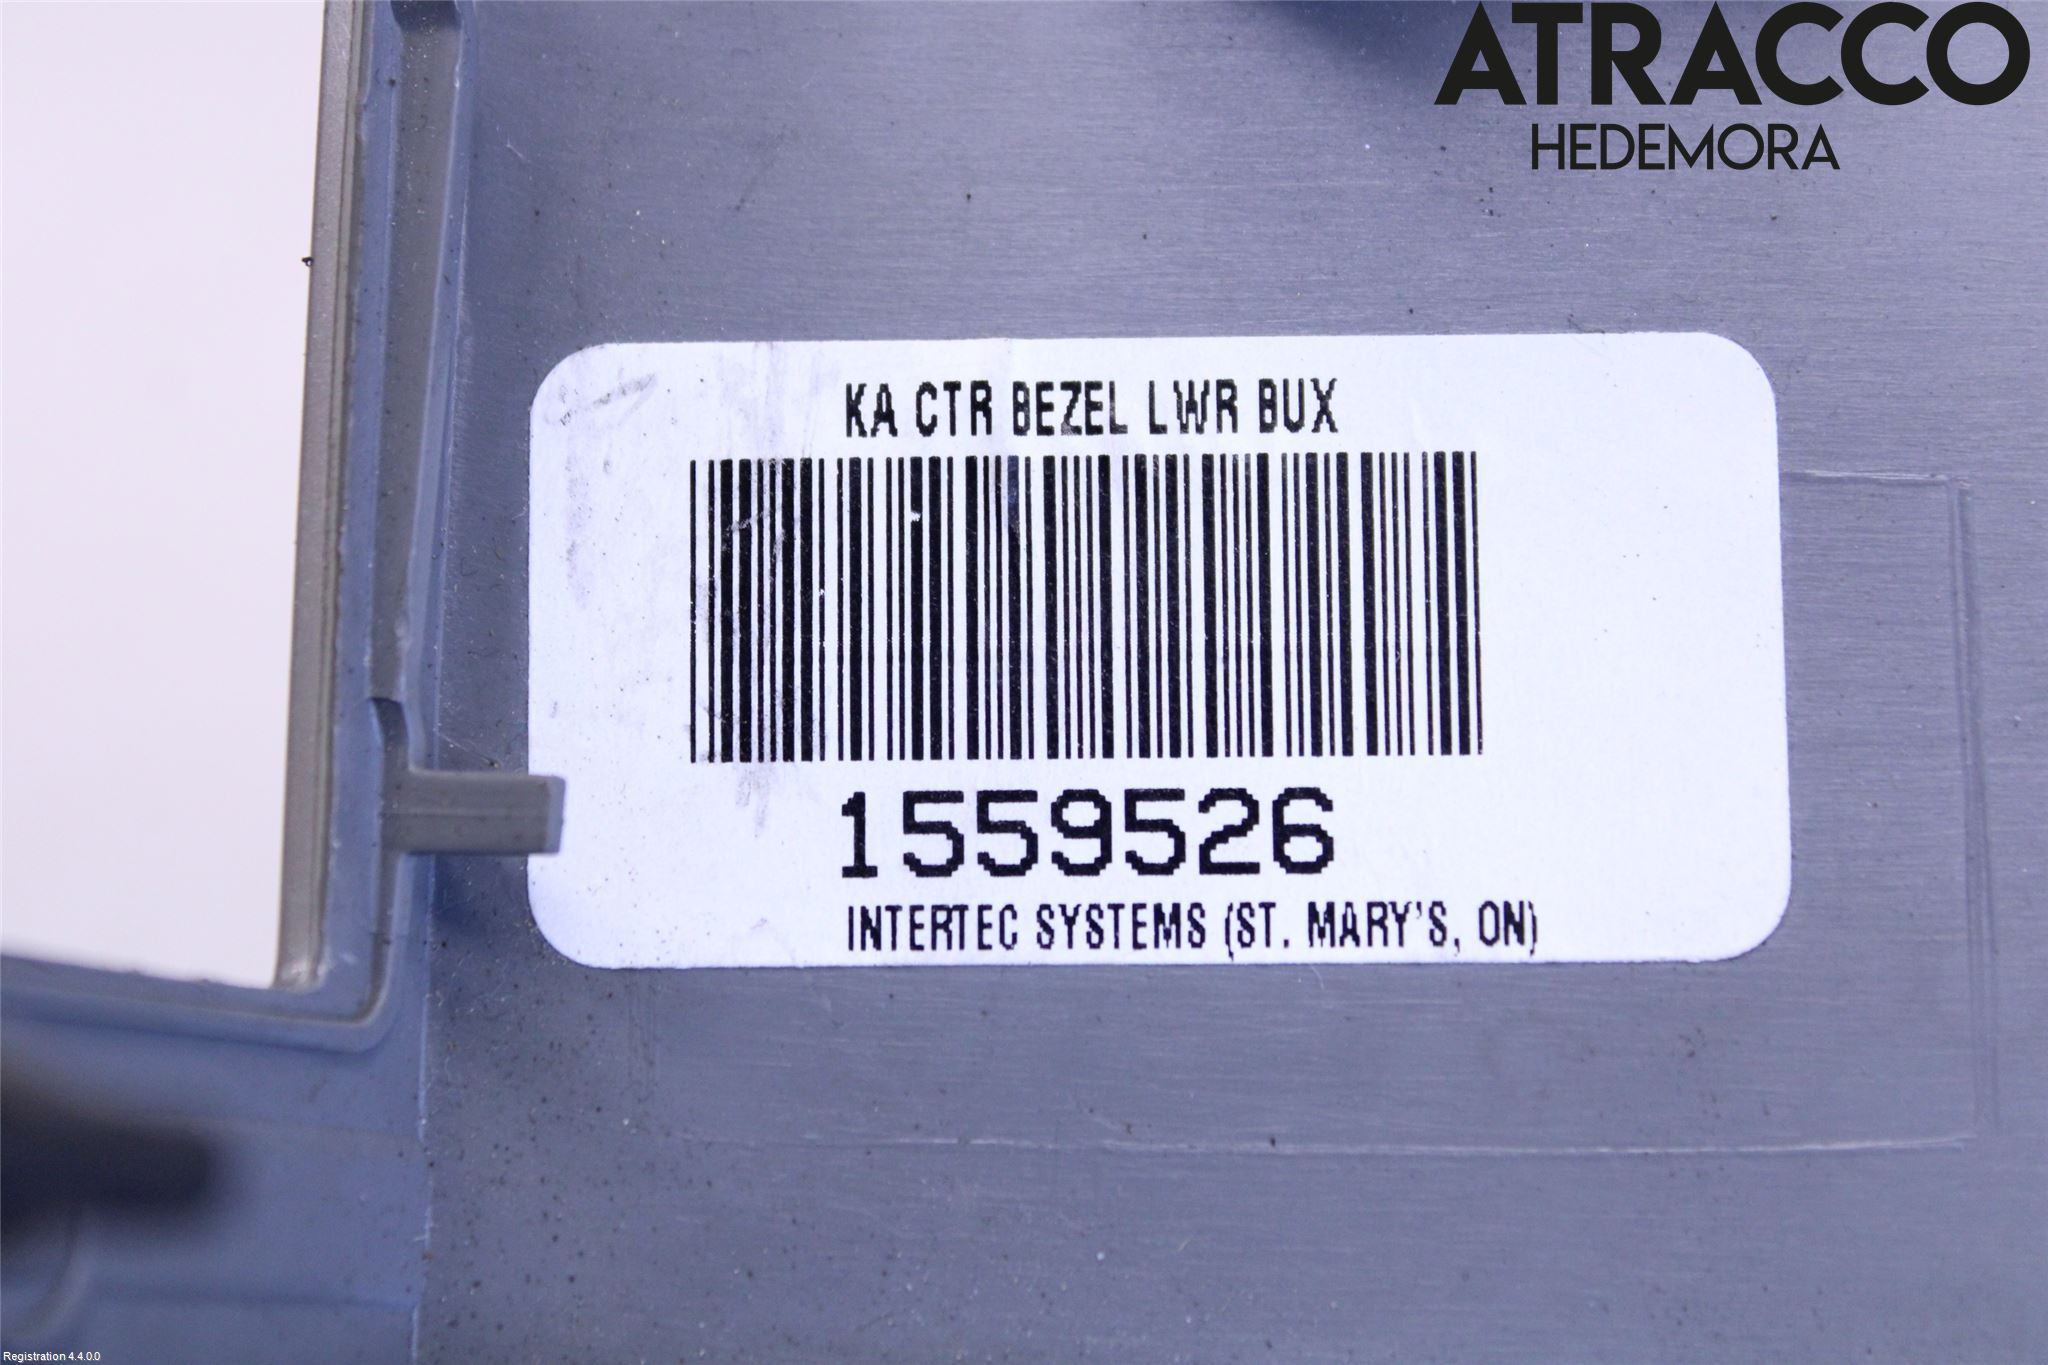 ATRACCO
HEDEMORA
KA CTR BEZEL LWR BUX
1559526
INTERTEC SYSTEMS (ST. MARY'S, ON)
Registration 4.4.0.0